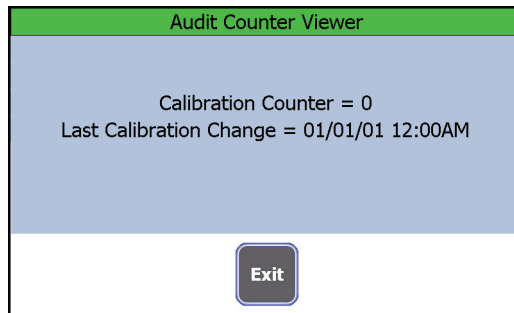 Audit Counter Viewer
Calibration Counter = 0
Last Calibration Change = 01/01/01 12:00AM
Exit